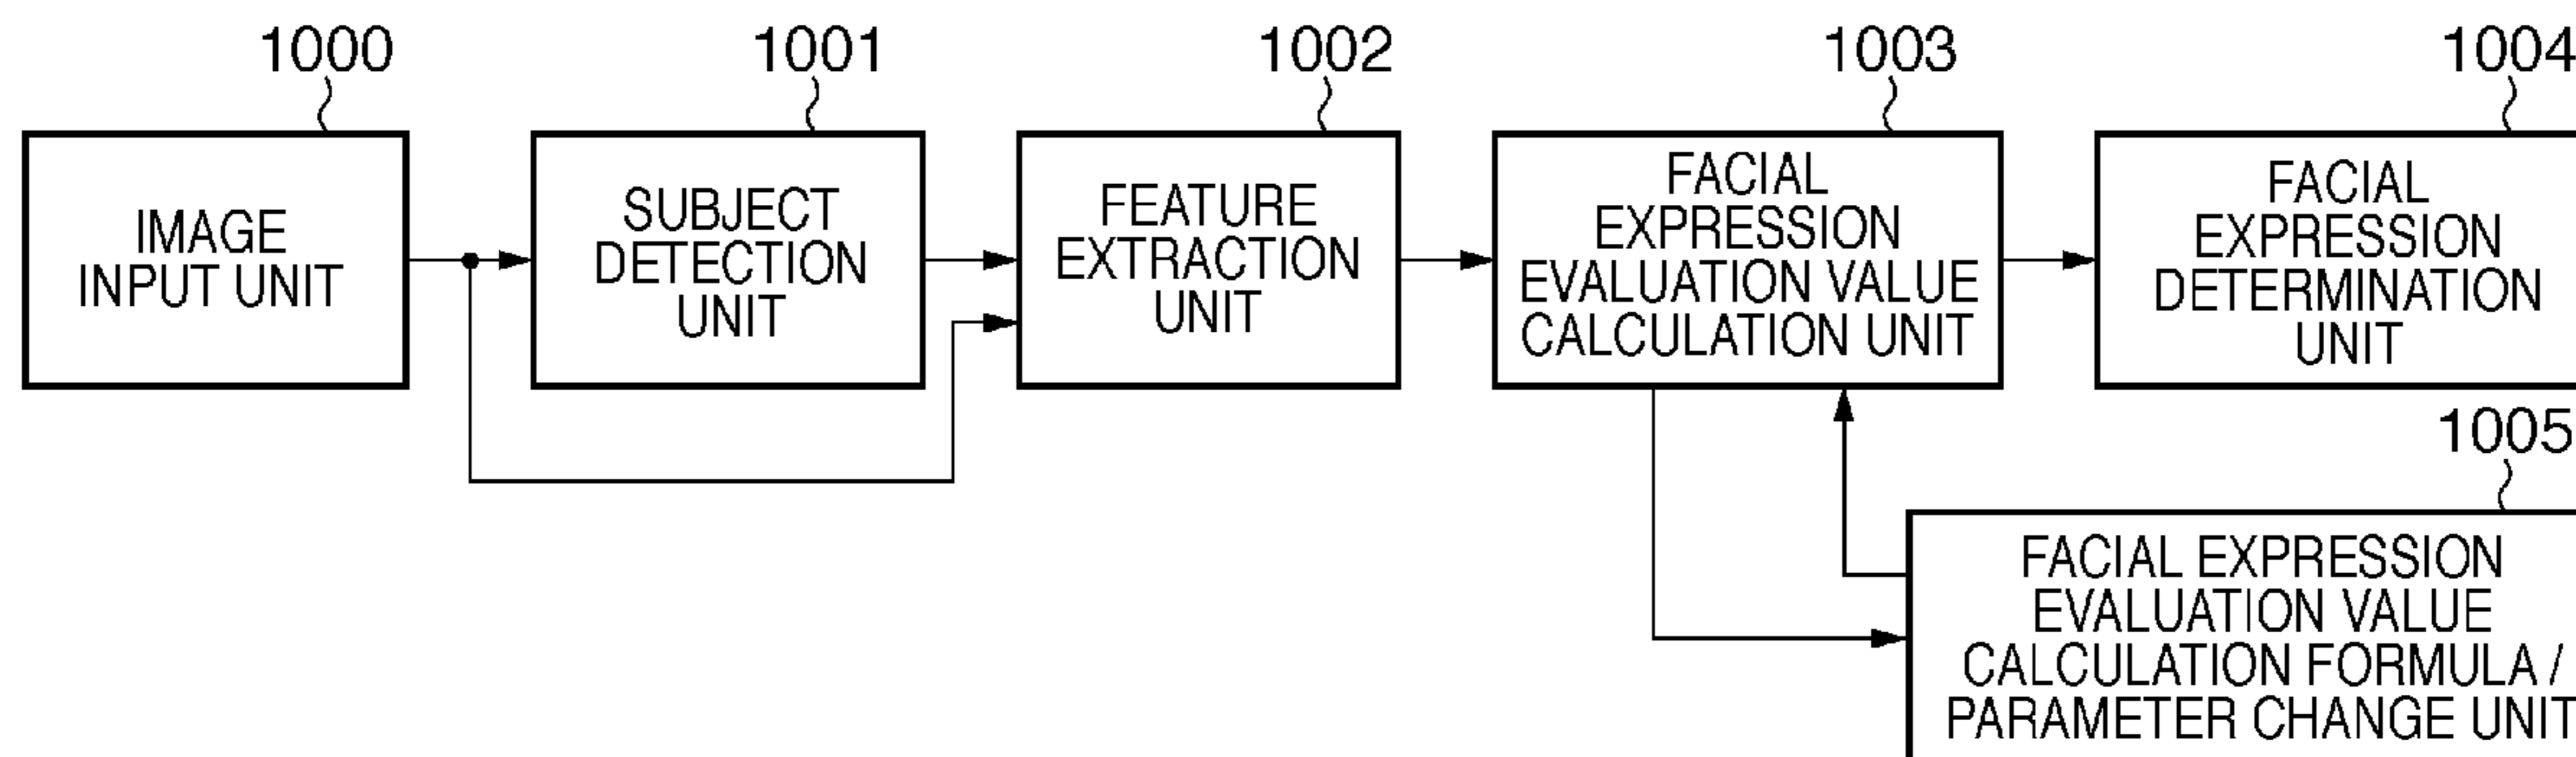 1000
1001
1002
1003
1004
IMAGE
INPUT UNIT
SUBJECT
DETECTION
UNIT
FEATURE
EXTRACTION
UNIT
FACIAL
EXPRESSION
EVALUATION VALUE
CALCULATION UNIT
FACIAL
EXPRESSION
DETERMINATION
UNIT
1005
FACIAL EXPRESSION
EVALUATION VALUE
CALCULATION FORMULA /
PARAMETER CHANGE UNIT